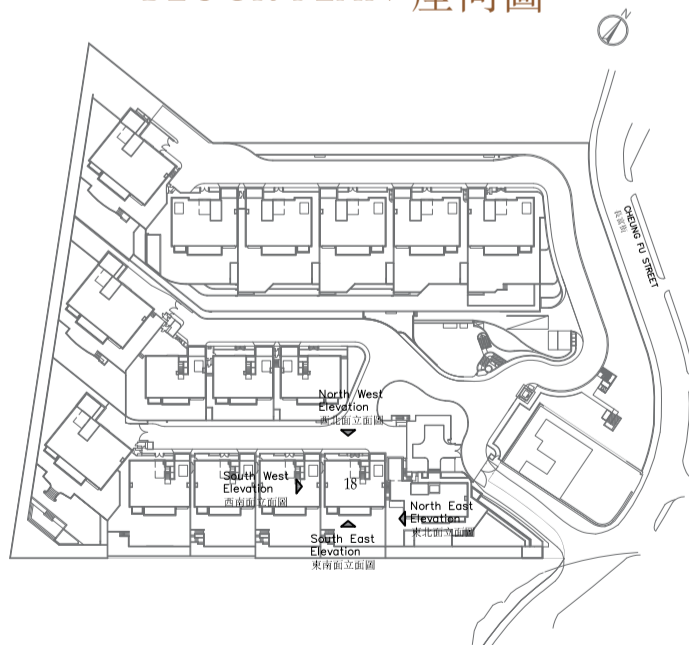 BLOCK PLAN 座向圖
N
CHEUNG FU STREET
長富街
North West
Elevation
西北面立面圖
South West
Elevation
西南面立面圖
18
North East
Elevation
東北面立面圖
South East
Elevation
東南面立面圖